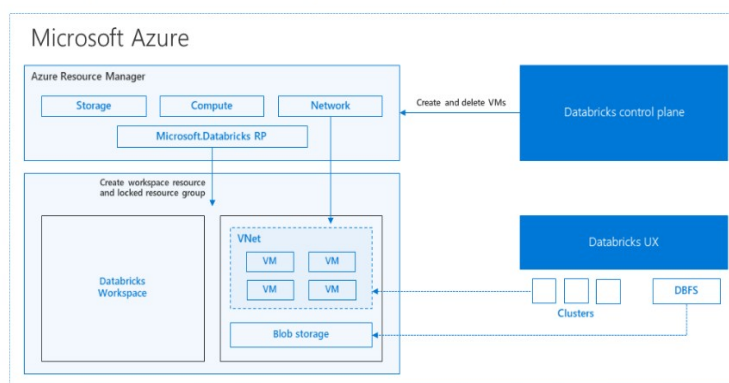 Microsoft Azure
Azure Resource Manager
Storage
Compute
Network
Microsoft.Databricks RP
Create and delete VMs
Databricks control plane
Create workspace resource
and locked resource group
Databricks
Workspace
VNet
VM
VM
VM
VM
Blob storage
Databricks UX
Clusters
DBFS